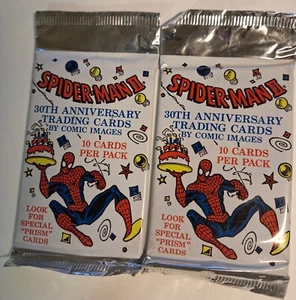 SPIDER-MAN II
30TH ANNIVERSARY
TRADING CARDS
BY COMIC IMAGES
10 CARDS
PER PACK
LOOK
FOR
SPECIAL
"PRISM"
CARDS
SPIDER-MAN II
30TH ANNIVERSARY
TRADING CARDS
BY COMIC IMAGES
10 CARDS
PER PACK
LOOK
FOR
SPECIAL
"PRISM"
CARDS